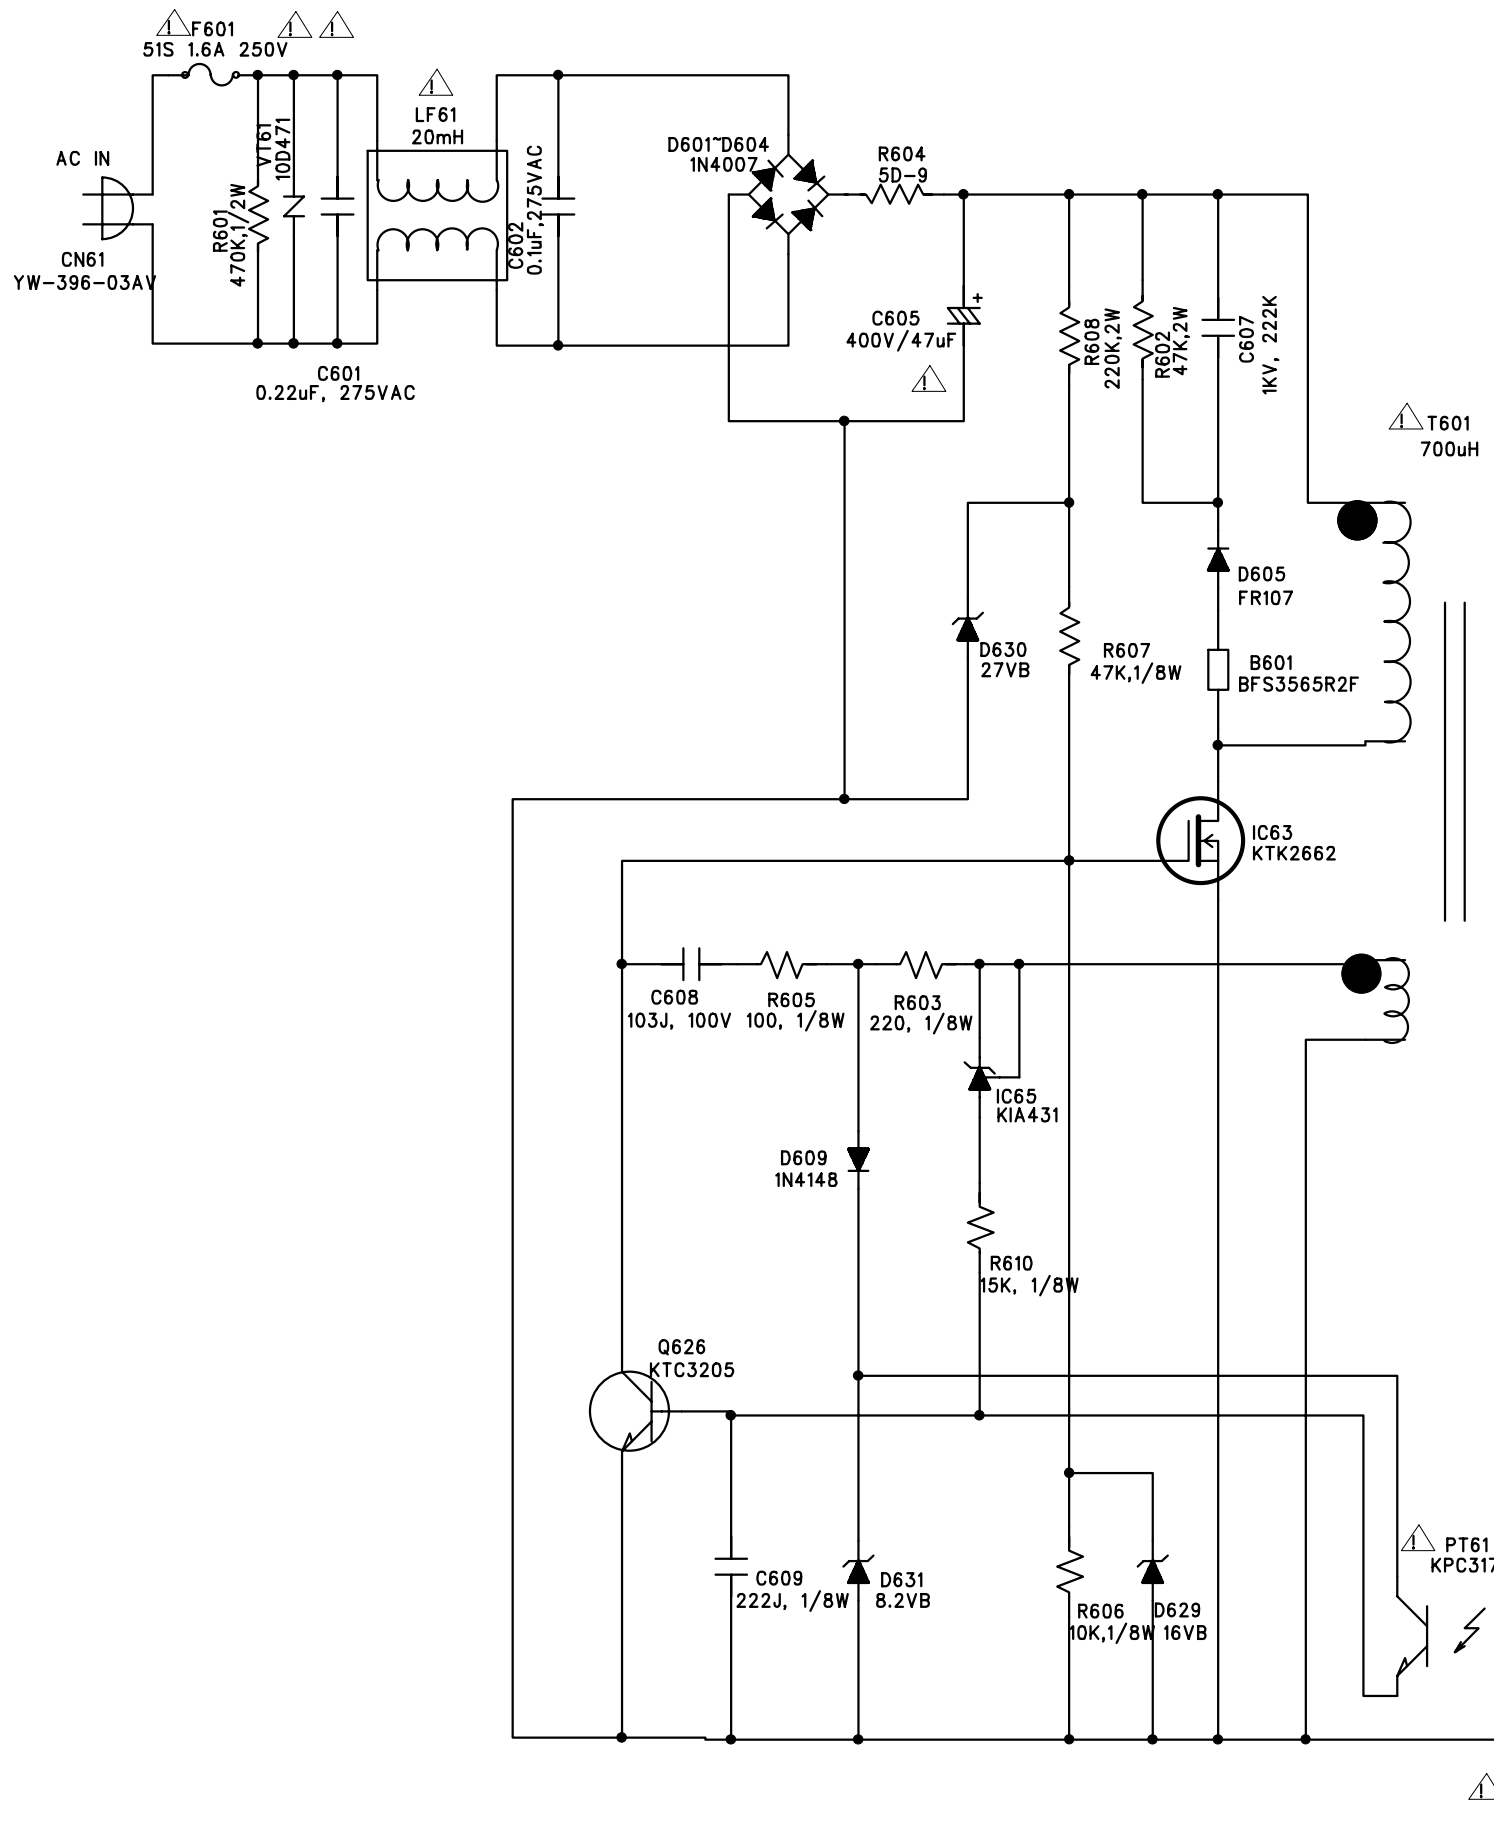 F601
51S 1.6A 250V
LF61
20mH
AC IN
CN61
YW-396-03AV
R601
470K,1/2W
VT61
10D471
C601
0.22uF, 275VAC
C602
0.1uF,275VAC
D601~D604
1N4007
R604
5D-9
C605
400V/47uF
+
R608
220K,2W
R602
47K,2W
C607
1KV, 222K
T601
700uH
D605
FR107
D630
27VB
R607
47K,1/8W
B601
BFS3565R2F
IC63
KTK2662
C608
103J, 100V
R605
100, 1/8W
R603
220, 1/8W
IC65
KIA431
D609
1N4148
R610
15K, 1/8W
Q626
KTC3205
C609
222J, 1/8W
D631
8.2VB
R606
10K,1/8W
D629
16VB
PT61
KPC317